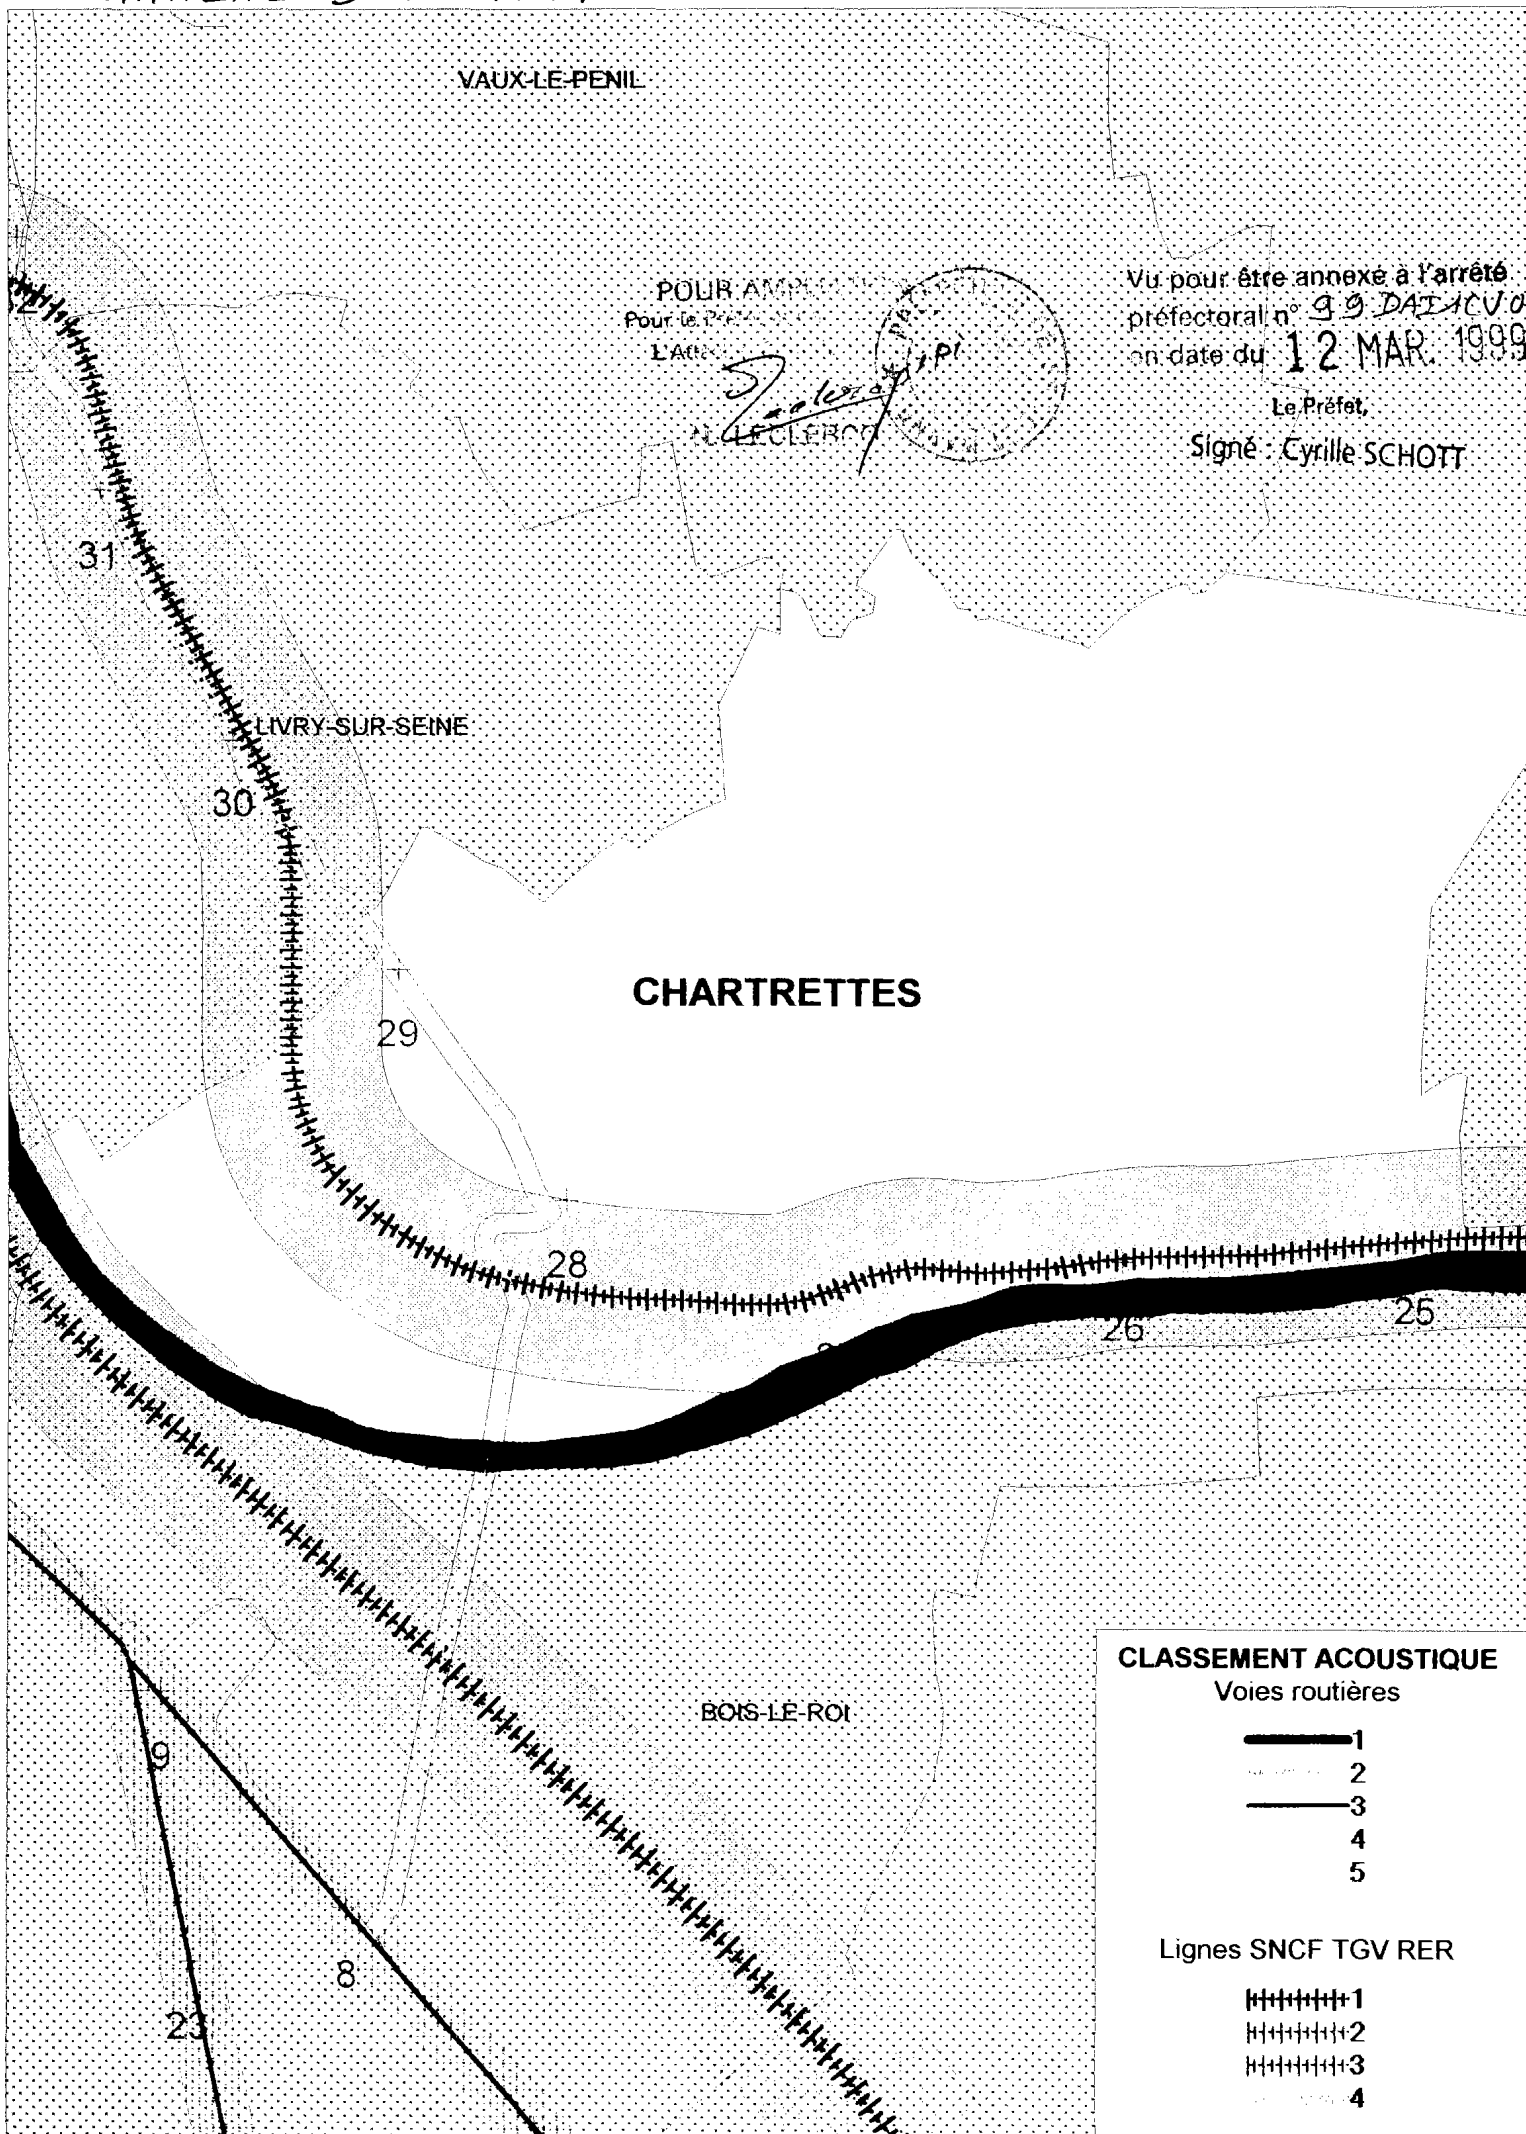 VAUX-LE-PENIL
POUR
Pour le
Vu pour être annexé à l'arrêté
préfectoral n° 99 DAI1CV0
en date du 12 MAR. 1999
Le Préfet,
Signé : Cyrille SCHOTT
pi
N. LECLERCQ
31
LIVRY-SUR-SEINE
30
CHARTRETTES
29
28
26
25
BOIS-LE-ROI
9
8
23
CLASSEMENT ACOUSTIQUE
Voies routières
1
2
3
4
5
Lignes SNCF TGV RER
1
2
3
4